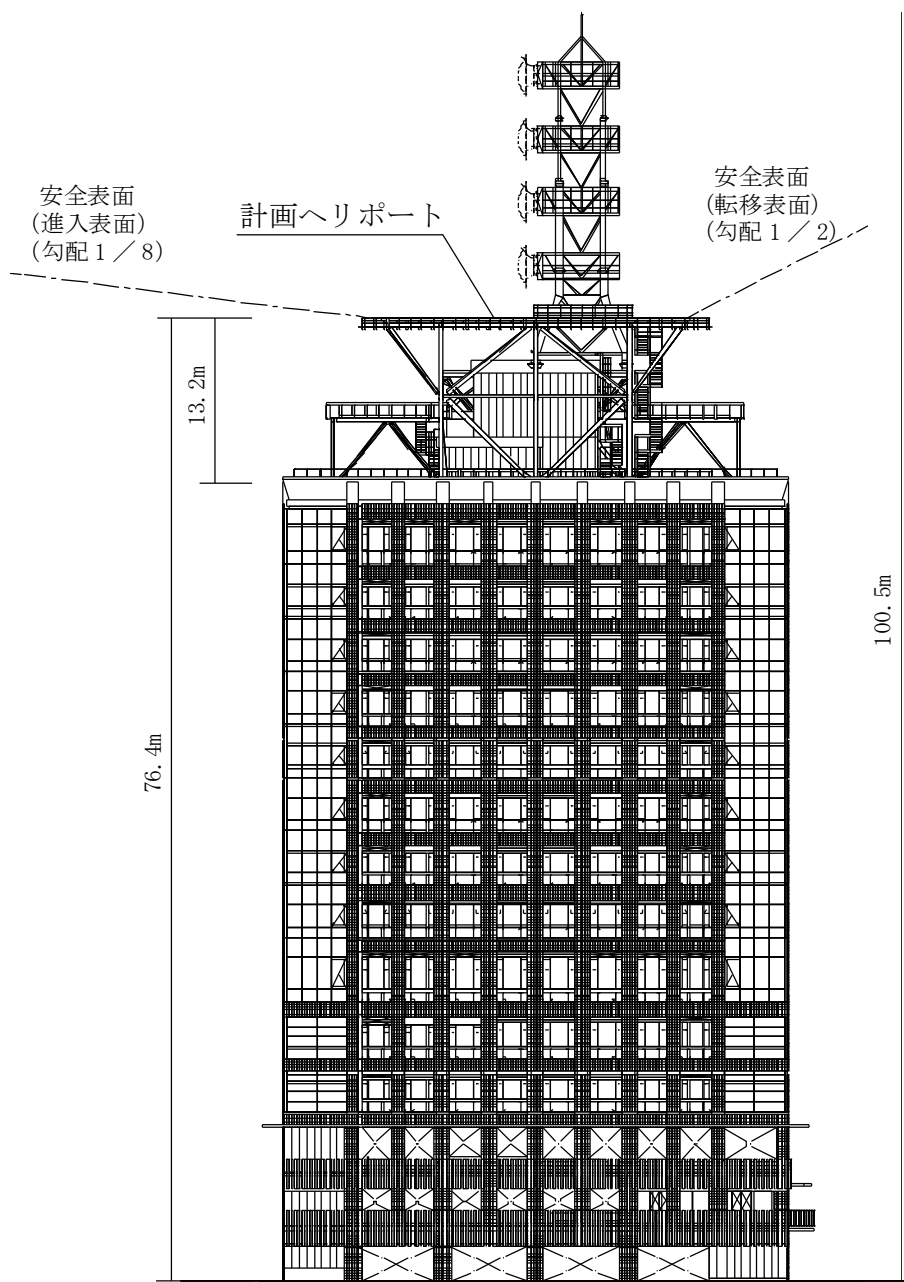 安全表面
(進入表面)
(勾配１／８)
計画ヘリポート
安全表面
(転移表面)
(勾配１／２)
13.2m
76.4m
100.5m